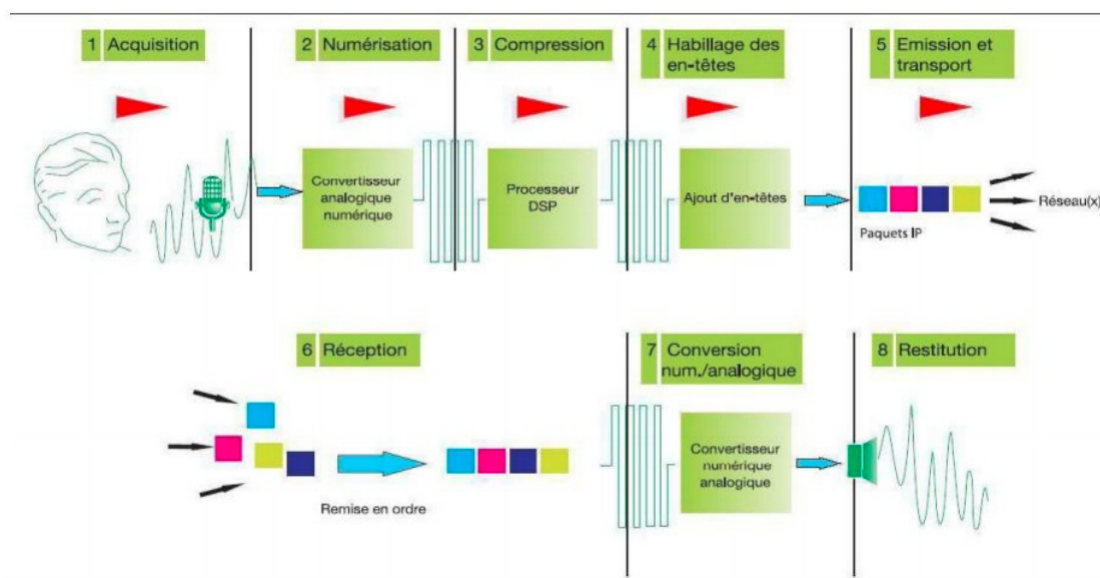 1 Acquisition
2 Numérisation
3 Compression
4 Habillage des
en-têtes
5 Emission et
transport
Convertisseur
analogique
numérique
Processeur
DSP
Ajout d'en-têtes
Paquets IP
Réseau(x)
6 Réception
7 Conversion
num./analogique
8 Restitution
Remise en ordre
Convertisseur
numérique
analogique